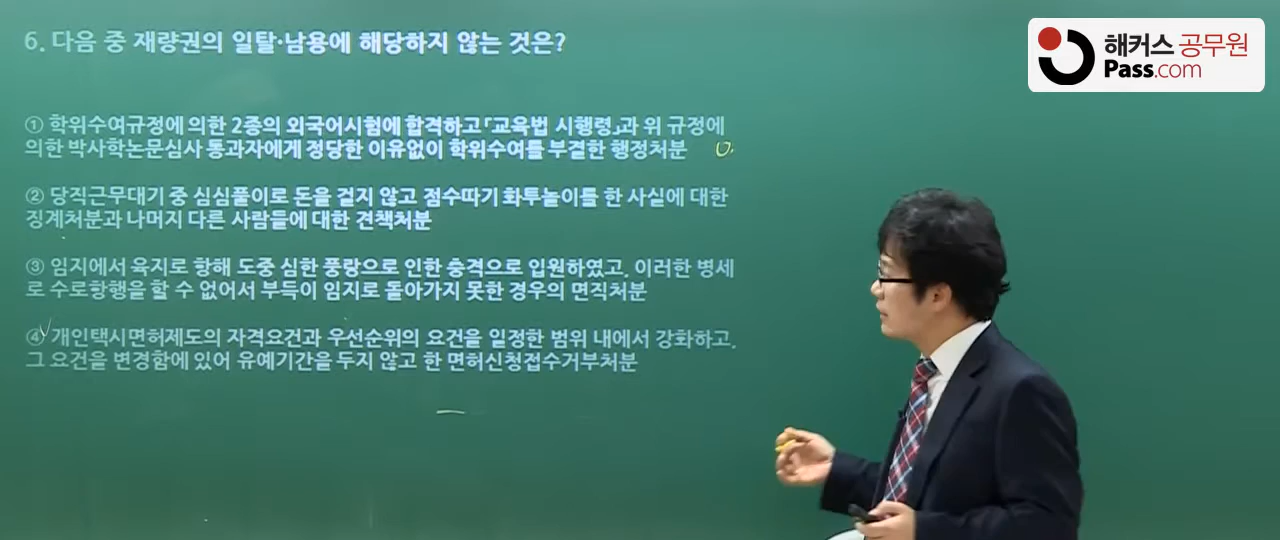 6. 다음 중 재량권의 일탈·남용에 해당하지 않는 것은?
해커스 공무원
Pass.com
① 학위수여규정에 의한 2종의 외국어시험에 합격하고 「교육법 시행령」과 위 규정에
의한 박사학논문심사 통과자에게 정당한 이유없이 학위수여를 부결한 행정처분
② 당직근무대기 중 심심풀이로 돈을 걸지 않고 점수따기 화투놀이를 한 사실에 대한
징계처분과 나머지 다른 사람들에 대한 견책처분
③ 임지에서 육지로 항해 도중 심한 풍랑으로 인한 충격으로 입원하였고, 이러한 병세
로 수로항행을 할 수 없어서 부득이 임지로 돌아가지 못한 경우의 면직처분
④ 개인택시면허제도의 자격요건과 우선순위의 요건을 일정한 범위 내에서 강화하고,
그 요건을 변경함에 있어 유예기간을 두지 않고 한 면허신청접수거부처분